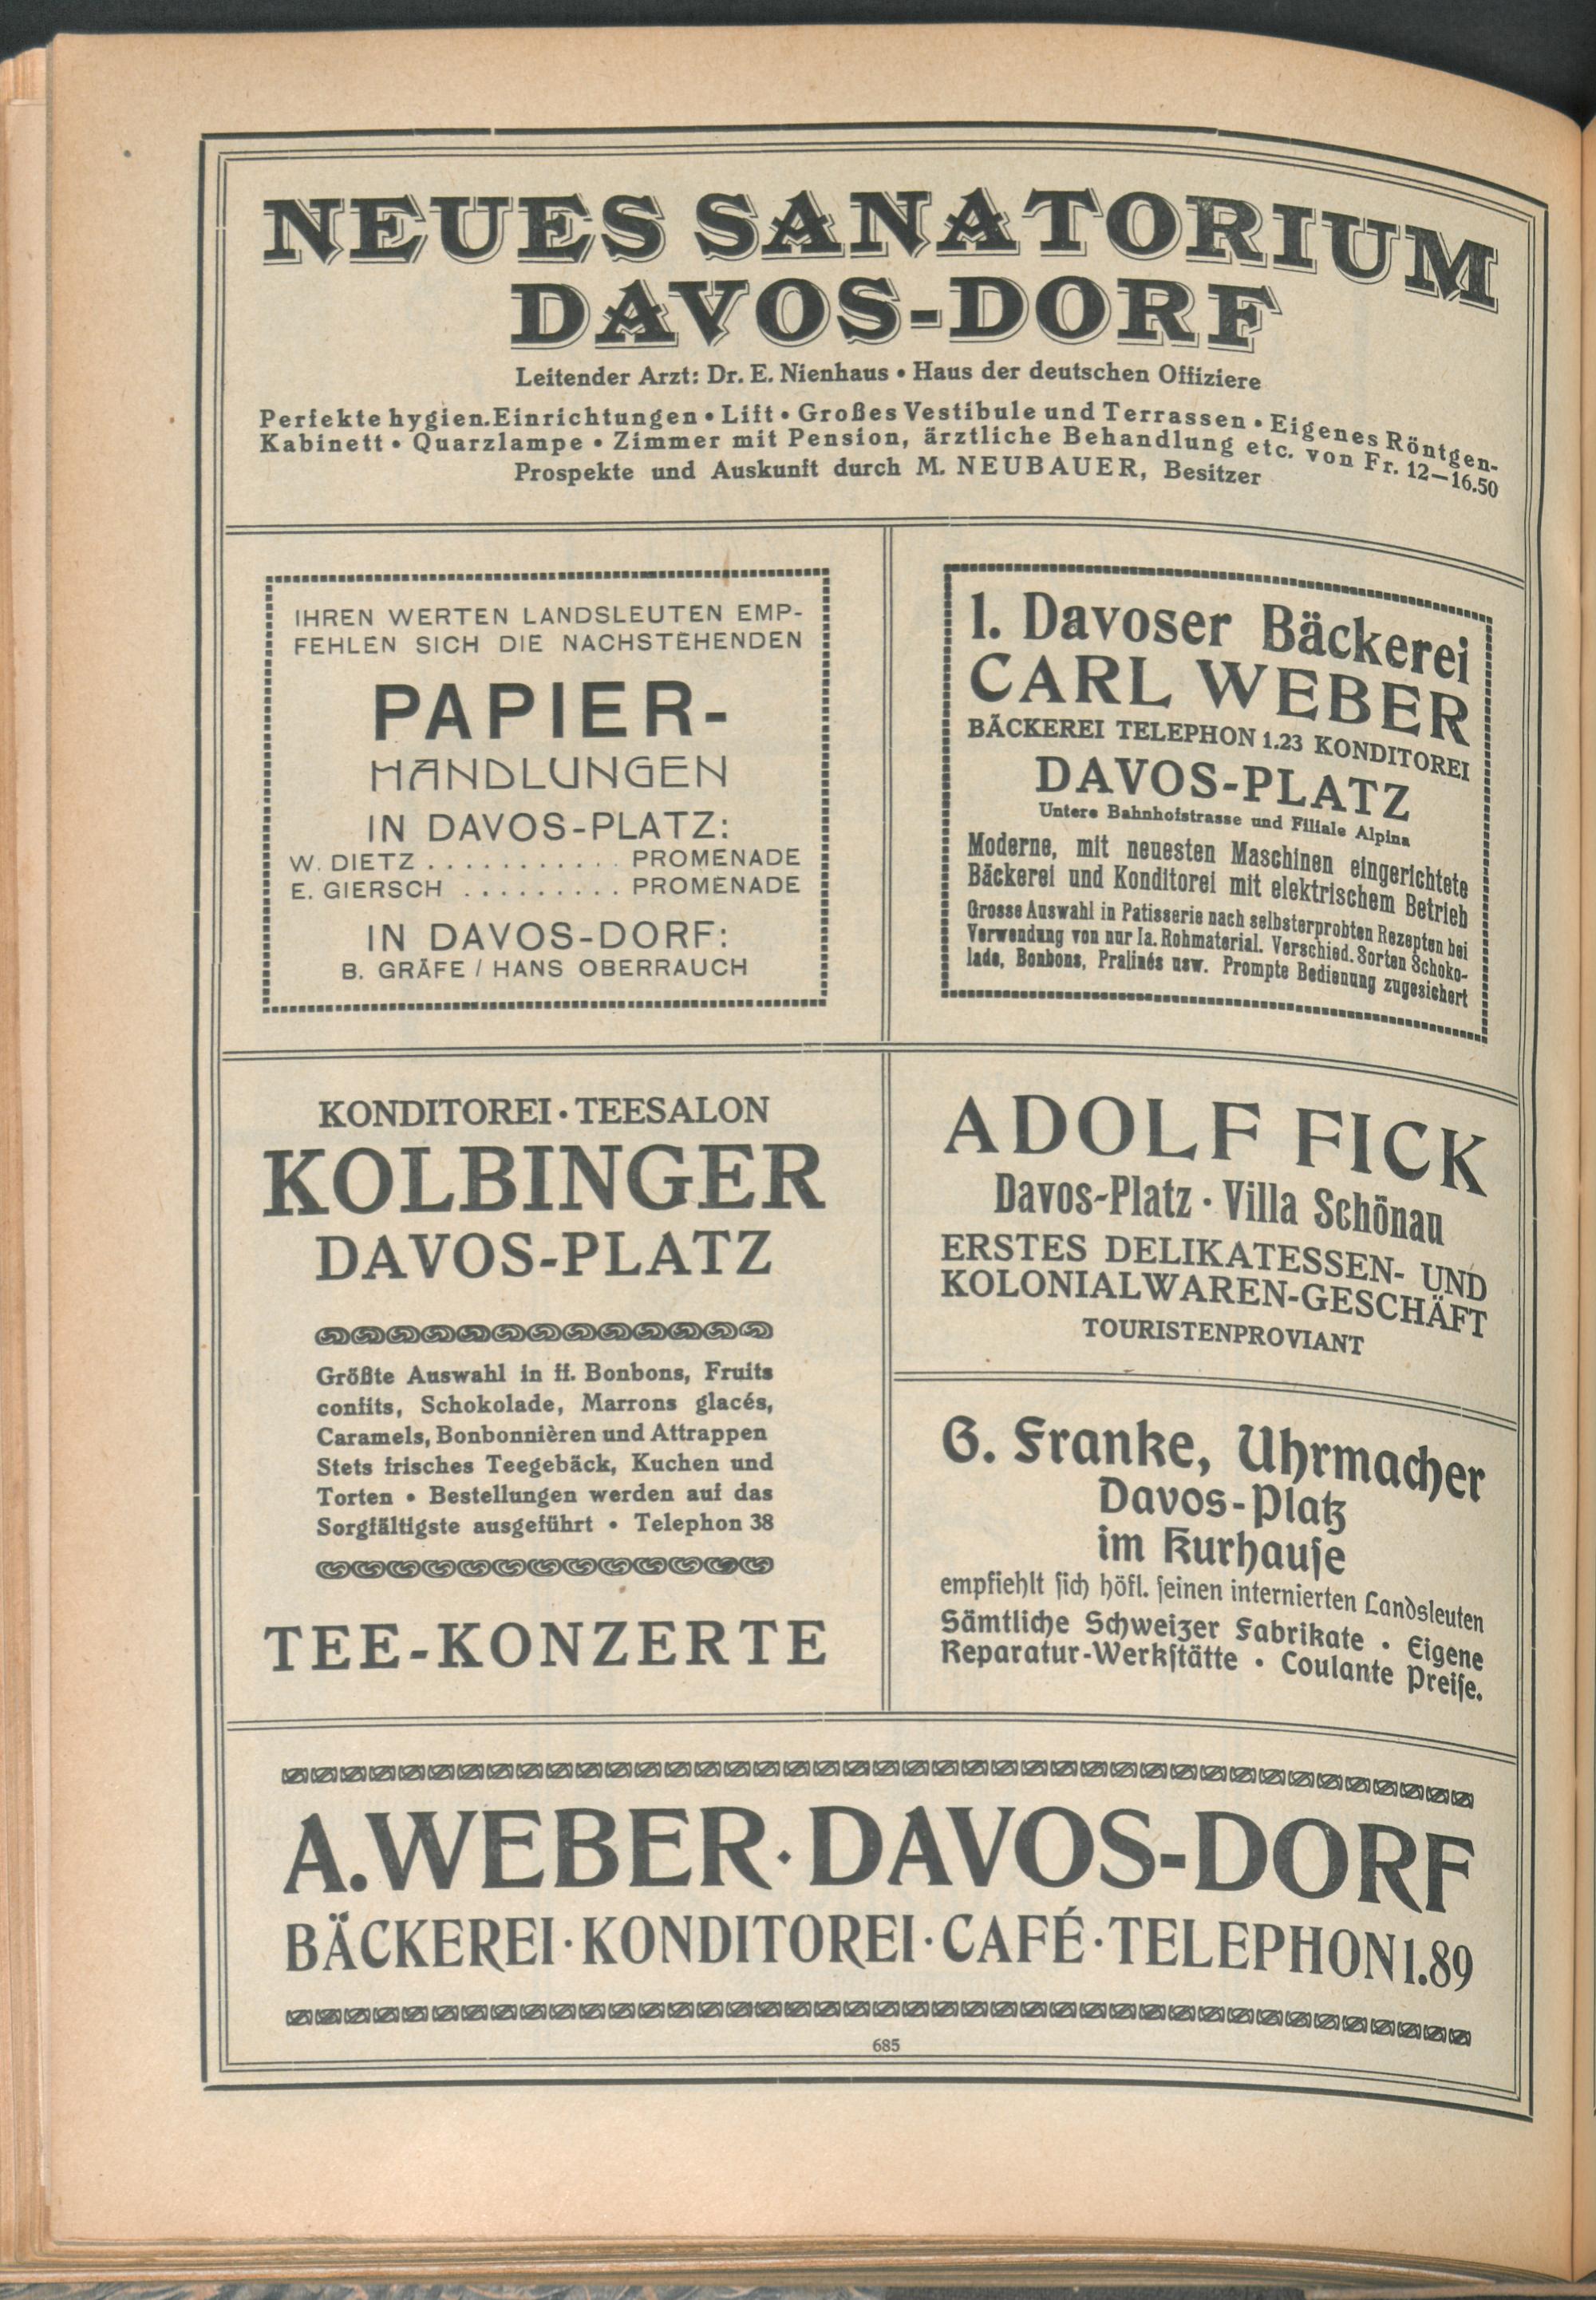 NEUES SANATORIUM
DAVOS-DORF
Leitender Arzt: Dr. E. Nienhaus • Haus der deutschen Offiziere
Perfekte hygien. Einrichtungen • Lift • Großes Vestibule und Terrassen • Eigenes Röntgen-
Kabinett • Quarzlampe • Zimmer mit Pension, ärztliche Behandlung etc. von Fr. 12—16.50
Prospekte und Auskunft durch M. NEUBAUER, Besitzer
IHREN WERTEN LANDSLEUTEN EMP-
FEHLEN SICH DIE NACHSTEHENDEN
PAPIER-
HANDLUNGEN
IN DAVOS-PLATZ:
W. DIETZ . . . . . . . . . . . . PROMENADE
E. GIERSCH . . . . . . . . . PROMENADE
IN DAVOS-DORF:
B. GRÄFE / HANS OBERRAUCH
1. Davoser Bäckerei
CARL WEBER
BÄCKEREI TELEPHON 1.23 KONDITOREI
DAVOS-PLATZ
Untere Bahnhofstrasse und Filiale Alpina
Moderne, mit neuesten Maschinen eingerichtete
Bäckerei und Konditorei mit elektrischem Betrieb
Grosse Auswahl in Patisserie nach selbsterprobten Rezepten bei
Verwendung von nur Ia. Rohmaterial. Verschied. Sorten Schoko-
lade, Bonbons, Pralinés usw. Prompte Bedienung zugesichert
KONDITOREI · TEESALON
KOLBINGER
DAVOS-PLATZ
Größte Auswahl in ff. Bonbons, Fruits
confits, Schokolade, Marrons glacés,
Caramels, Bonbonnièren und Attrappen
Stets frisches Teegebäck, Kuchen und
Torten • Bestellungen werden auf das
Sorgfältigste ausgeführt • Telephon 38
TEE-KONZERTE
ADOLF FICK
Davos-Platz · Villa Schönau
ERSTES DELIKATESSEN- UND
KOLONIALWAREN-GESCHÄFT
TOURISTENPROVIANT
G. Franke, Uhrmacher
Davos-Platz
im Kurhause
empfiehlt sich höfl. seinen internierten Landsleuten
Sämtliche Schweizer Fabrikate • Eigene
Reparatur-Werkstätte • Coulante Preise.
A. WEBER · DAVOS-DORF
BÄCKEREI · KONDITOREI · CAFÉ · TELEPHON 1.89
685